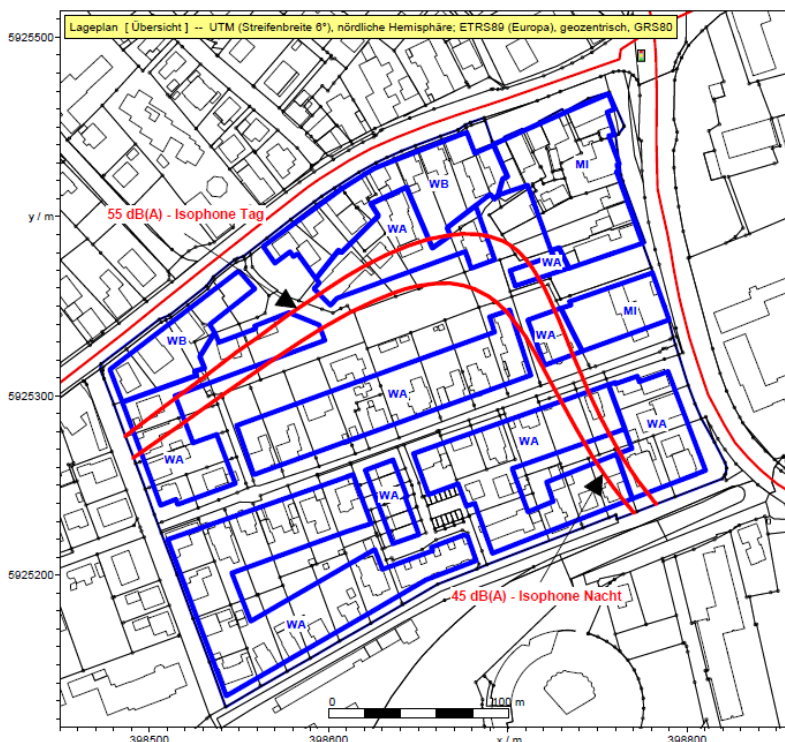 Lageplan [ Übersicht ] -- UTM (Streifenbreite 6°), nördliche Hemisphäre; ETRS89 (Europa), geozentrisch, GRS80
5925500
MI
WB
55 dB(A) - Isophone Tag
y / m
WA
WA
MI
WA
WB
5925300
WA
WA
WA
WA
WA
5925200
45 dB(A) - Isophone Nacht
WA
0 100 m
398500 398600 x / m 398800